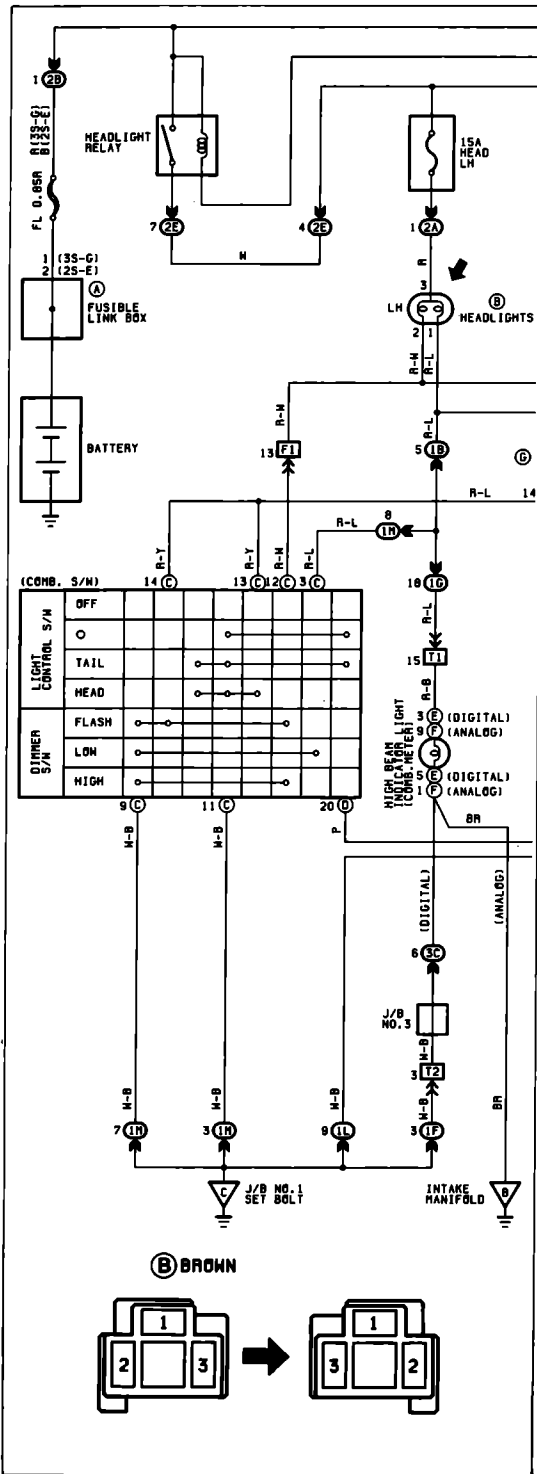 1 2B
R(3S-G)
B(2S-E)
FL 0.85R
1 (3S-G)
2 (2S-E)
A
FUSIBLE
LINK BOX
BATTERY
HEADLIGHT
RELAY
7 2E
W
4 2E
15A
HEAD
LH
1 2A
R
3
LH
B
HEADLIGHTS
2 1
R-W
R-L
R-W
13 F1
R-L
5 1B
G
R-L 14
R-L
8
1M
R-Y
R-Y
R-W
R-L
(COMB. S/W)
14 C
13 C
12 C
3 C
18 1G
R-L
15 T1
R-B
LIGHT
CONTROL S/W
OFF
O
TAIL
HEAD
DIMMER
S/W
FLASH
LOW
HIGH
3 E (DIGITAL)
9 F (ANALOG)
HIGH BEAM
INDICATOR LIGHT
(COMB.METER)
5 E (DIGITAL)
1 F (ANALOG)
9 C
11 C
20 D
W-B
W-B
P
BR
(DIGITAL)
(ANALOG)
6 3C
J/B
NO.3
W-B
3 T2
W-B
W-B
W-B
W-B
BR
7 1M
3 1M
9 1L
3 1F
C
J/B NO.1
SET BOLT
INTAKE
MANIFOLD
B
B BROWN
1
2 3
1
3 2